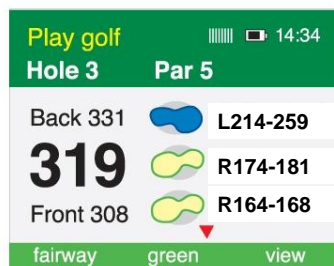 Play golf 14:34
Hole 3 Par 5
Back 331 L214-259
319 R174-181
Front 308 R164-168
fairway green view